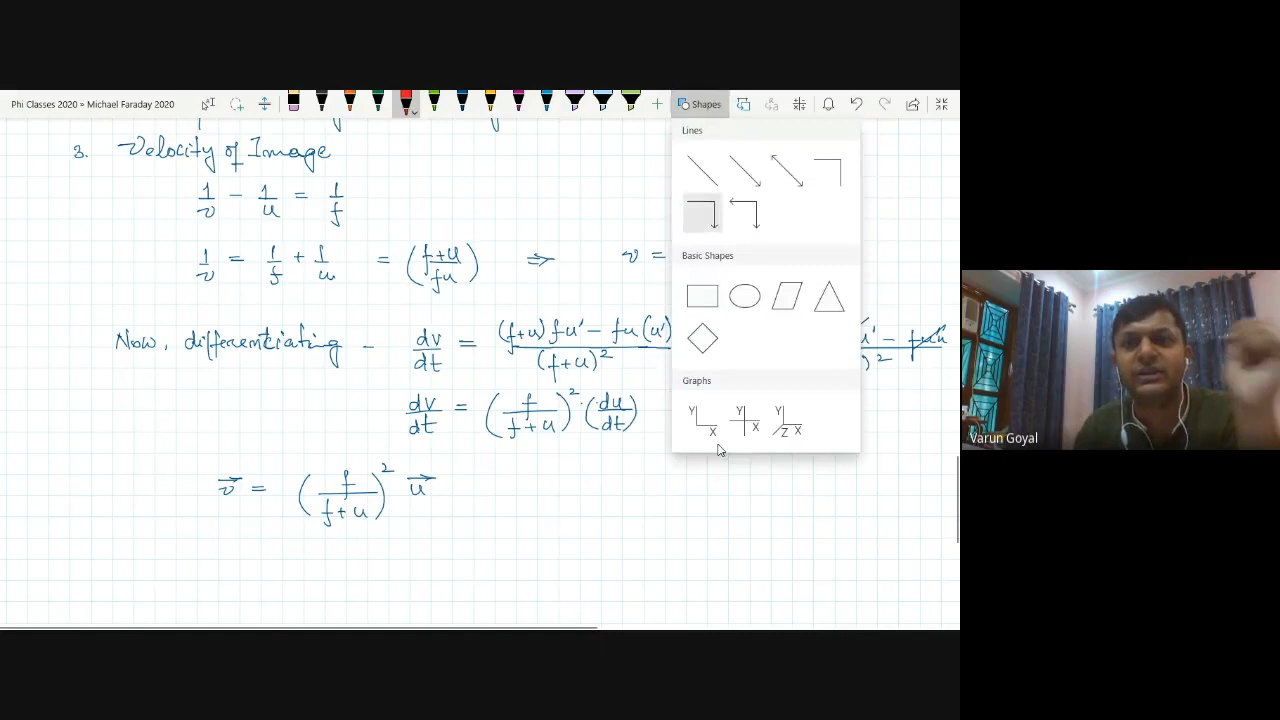 Phi Classes 2020 » Michael Faraday 2020
Shapes
3. Velocity of Image
1/v - 1/u = 1/f
1/v = 1/f + 1/u = (f+u/fu) ⇒ v =
Now, differentiating - dv/dt = (f+u) fu' - fu(u') / (f+u)²
dv/dt = (f/f+u)² · (du/dt)
v⃗ = (f/f+u)² u⃗
Lines
Basic Shapes
Graphs
Y X Y X Y Z X
Varun Goyal